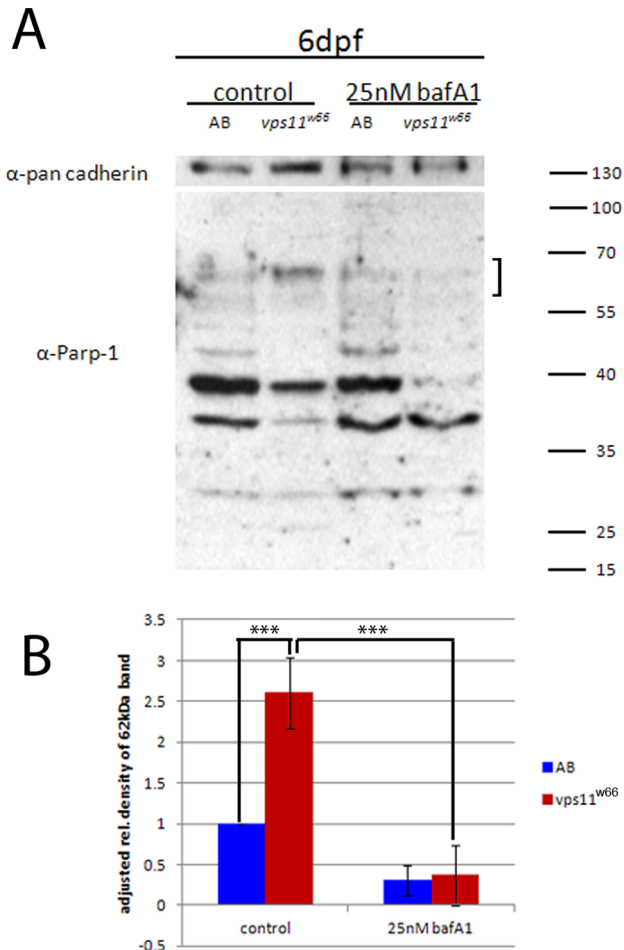 A
6dpf
control 25nM bafA1
AB vps11w66 AB vps11w66
α-pan cadherin
130
100
70
55
α-Parp-1
40
35
25
15
B
adjusted rel. density of 62kDa band
3.5
3
2.5
2
1.5
1
0.5
0
-0.5
*** ***
control 25nM bafA1
AB
vps11w66